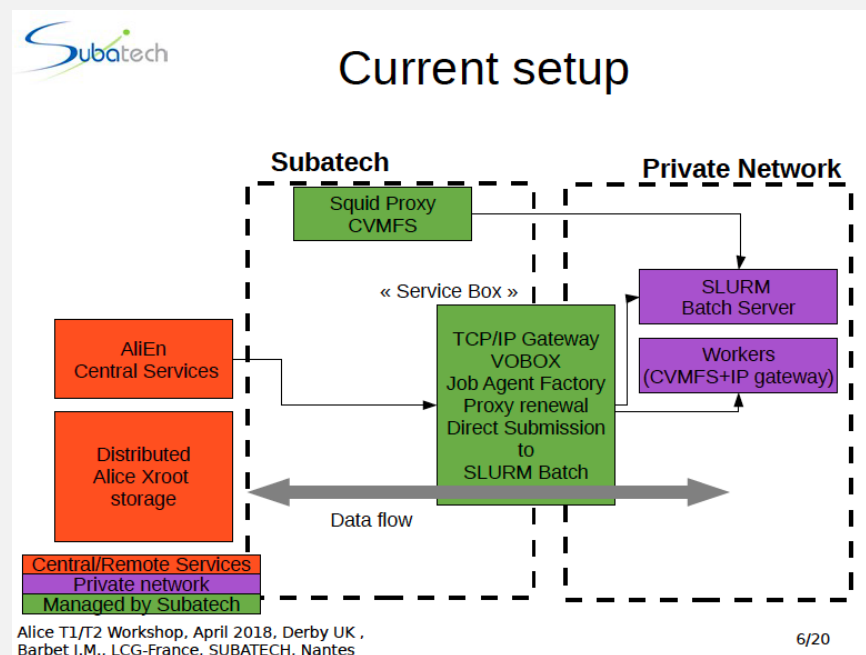 Subatech
Current setup
Subatech
Private Network
Squid Proxy
CVMFS
« Service Box »
SLURM
Batch Server
AliEn
Central Services
TCP/IP Gateway
VOBOX
Job Agent Factory
Proxy renewal
Direct Submission
to
SLURM Batch
Workers
(CVMFS+IP gateway)
Distributed
Alice Xroot
storage
Data flow
Central/Remote Services
Private network
Managed by Subatech
Alice T1/T2 Workshop, April 2018, Derby UK ,
Barbet J.M., LCG-France, SUBATECH, Nantes
6/20